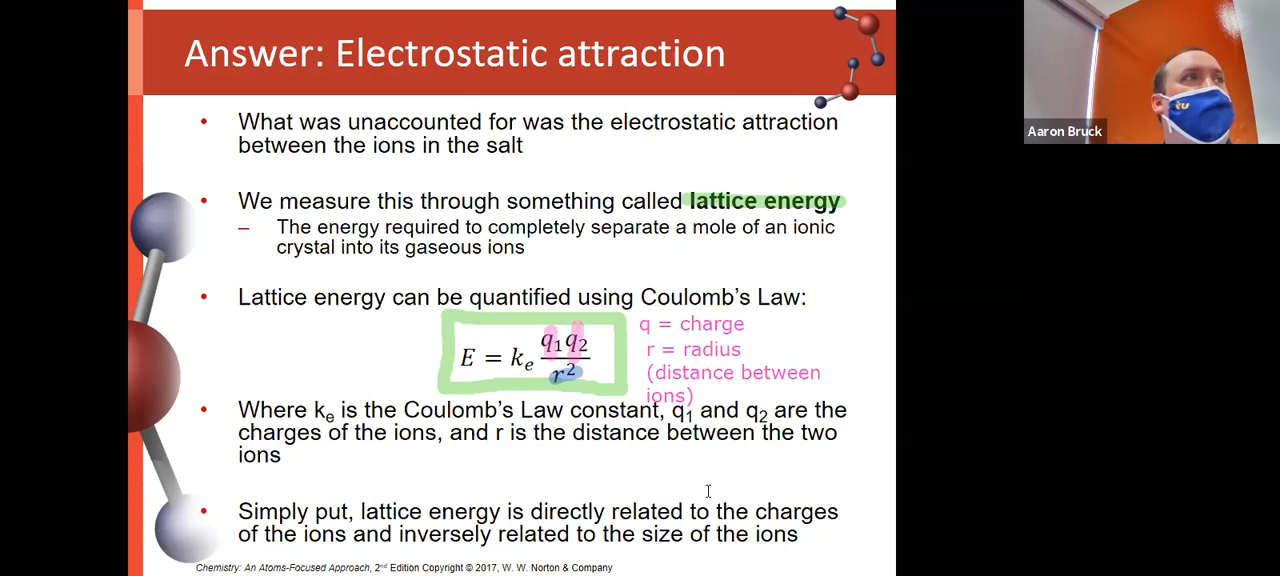 Answer: Electrostatic attraction
• What was unaccounted for was the electrostatic attraction
between the ions in the salt
• We measure this through something called lattice energy
– The energy required to completely separate a mole of an ionic
crystal into its gaseous ions
• Lattice energy can be quantified using Coulomb's Law:
E = kₑ q₁q₂ / r²
q = charge
r = radius
(distance between
ions)
• Where kₑ is the Coulomb's Law constant, q₁ and q₂ are the
charges of the ions, and r is the distance between the two
ions
• Simply put, lattice energy is directly related to the charges
of the ions and inversely related to the size of the ions
Chemistry: An Atoms-Focused Approach, 2nd Edition Copyright © 2017, W. W. Norton & Company
Aaron Bruck